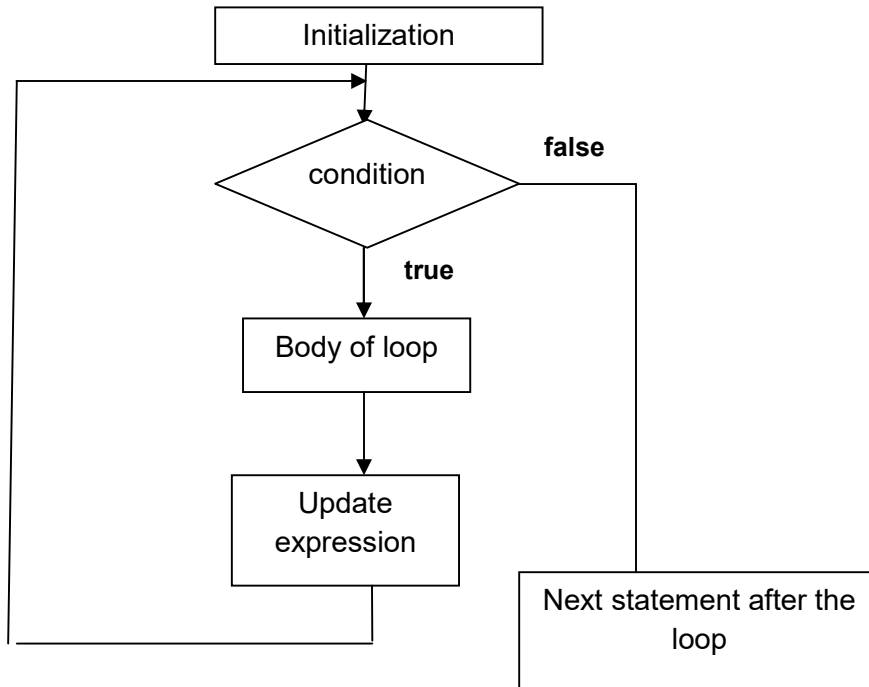 Initialization
condition
false
true
Body of loop
Update
expression
Next statement after the
loop